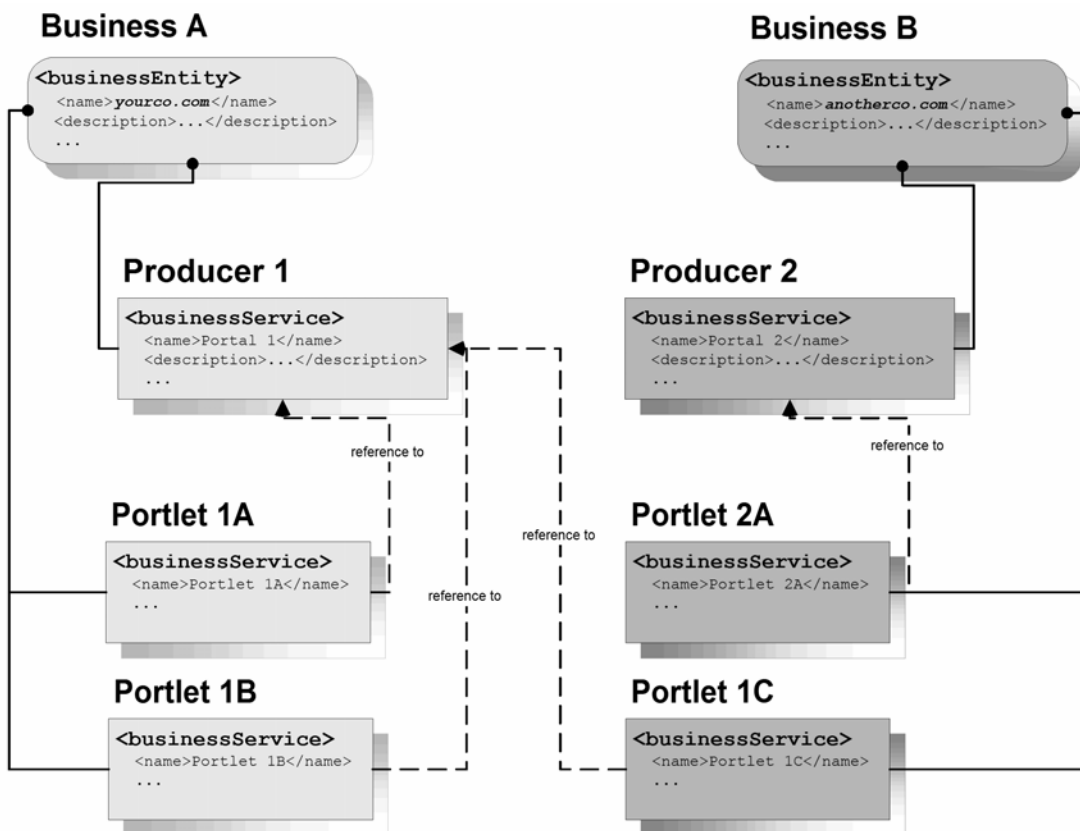 Business A
<businessEntity>
<name>yourco.com</name>
<description>...</description>
...
Business B
<businessEntity>
<name>anotherco.com</name>
<description>...</description>
...
Producer 1
<businessService>
<name>Portal 1</name>
<description>...</description>
...
Producer 2
<businessService>
<name>Portal 2</name>
<description>...</description>
...
reference to
reference to
reference to
reference to
Portlet 1A
<businessService>
<name>Portlet 1A</name>
...
Portlet 2A
<businessService>
<name>Portlet 2A</name>
...
Portlet 1B
<businessService>
<name>Portlet 1B</name>
...
Portlet 1C
<businessService>
<name>Portlet 1C</name>
...